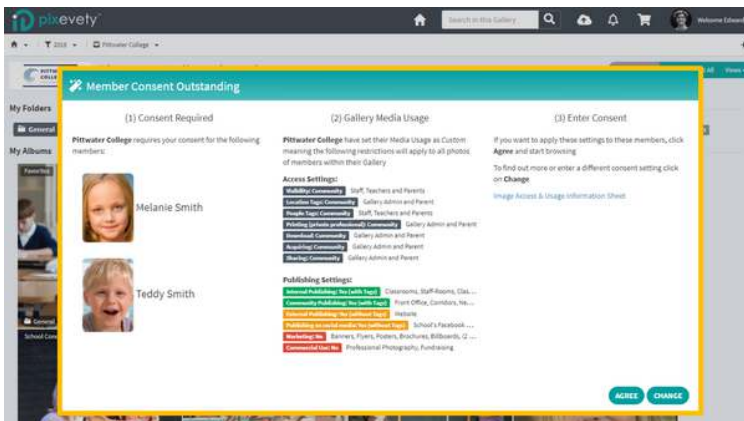 pixevety
Search in this Gallery
Welcome Edward
2018
Pittwater College
Member Consent Outstanding
My Folders
General
My Albums
Favorites
General
(1) Consent Required
Pittwater College requires your consent for the following
members:
Melanie Smith
Teddy Smith
(2) Gallery Media Usage
Pittwater College have set their Media Usage as Custom
meaning the following restrictions will apply to all photos
of members within their Gallery
Access Settings:
Visibility: Community Staff, Teachers and Parents
Location Tags: Community Gallery Admin and Parent
People Tags: Community Staff, Teachers and Parents
Printing (private professional): Community Gallery Admin and Parent
Download: Community Gallery Admin and Parent
Acquiring: Community Gallery Admin and Parent
Sharing: Community Gallery Admin and Parent
Publishing Settings:
Internal Publishing: Yes (with Tags) Classrooms, Staff-Rooms, Clas...
Community Publishing: Yes (with Tags) Front Office, Corridors, Ne...
External Publishing: Yes (without Tags) Website
Publishing on social media: Yes (without Tags) School's Facebook ...
Marketing: No Banners, Flyers, Posters, Brochures, Billboards, (2 ...
Commercial Use: No Professional Photography, Fundraising
(3) Enter Consent
If you want to apply these settings to these members, click
Agree and start browsing
To find out more or enter a different consent setting click
on Change
Image Access & Usage Information Sheet
AGREE
CHANGE